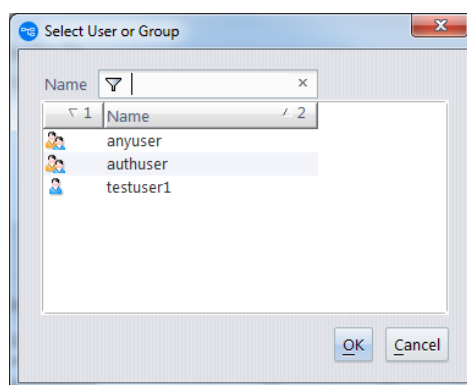 Select User or Group
Name
1 Name 2
anyuser
authuser
testuser1
OK Cancel